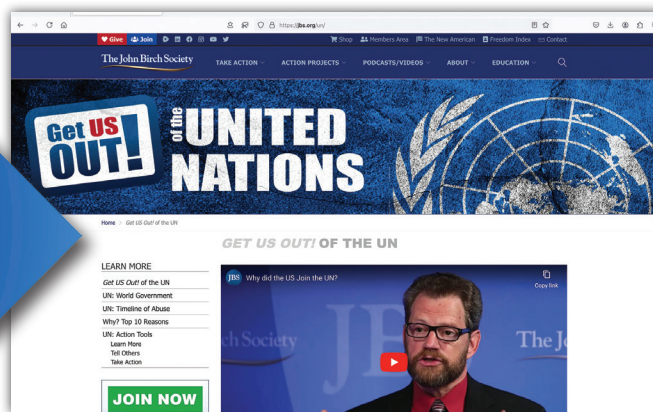 https://jbs.org/un/
Give Join Shop Members Area The New American Freedom Index Contact
The John Birch Society TAKE ACTION ACTION PROJECTS PODCASTS/VIDEOS ABOUT EDUCATION
Get US
OUT!
of the
UNITED
NATIONS
Home > Get US Out! of the UN
GET US OUT! OF THE UN
LEARN MORE
Get US Out! of the UN
UN: World Government
UN: Timeline of Abuse
Why? Top 10 Reasons
UN: Action Tools
Learn More
Tell Others
Take Action
JOIN NOW
JBS Why did the US Join the UN?
Copy link
ch Society
JBS
The Jo